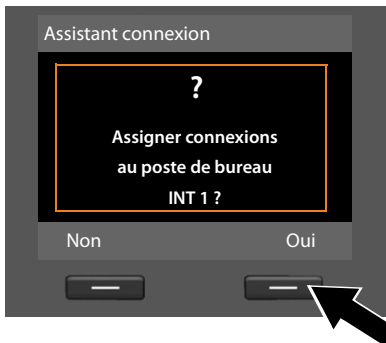 Assistant connexion
?
Assigner connexions
au poste de bureau
INT 1 ?
Non Oui